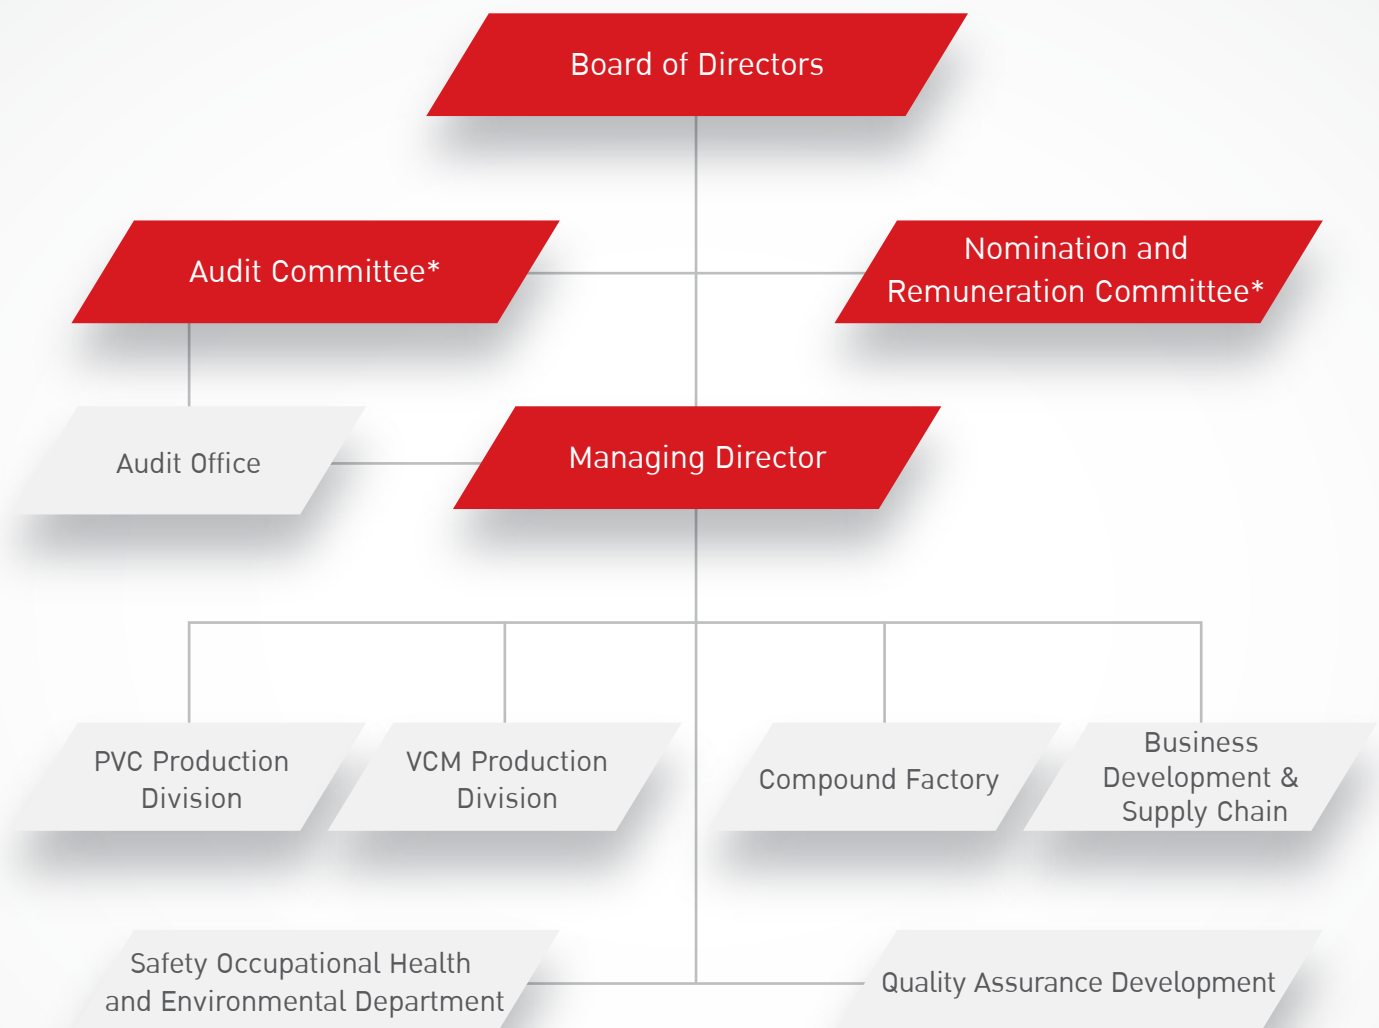 Board of Directors
Audit Committee*
Nomination and
Remuneration Committee*
Audit Office
Managing Director
PVC Production
Division
VCM Production
Division
Compound Factory
Business
Development &
Supply Chain
Safety Occupational Health
and Environmental Department
Quality Assurance Development